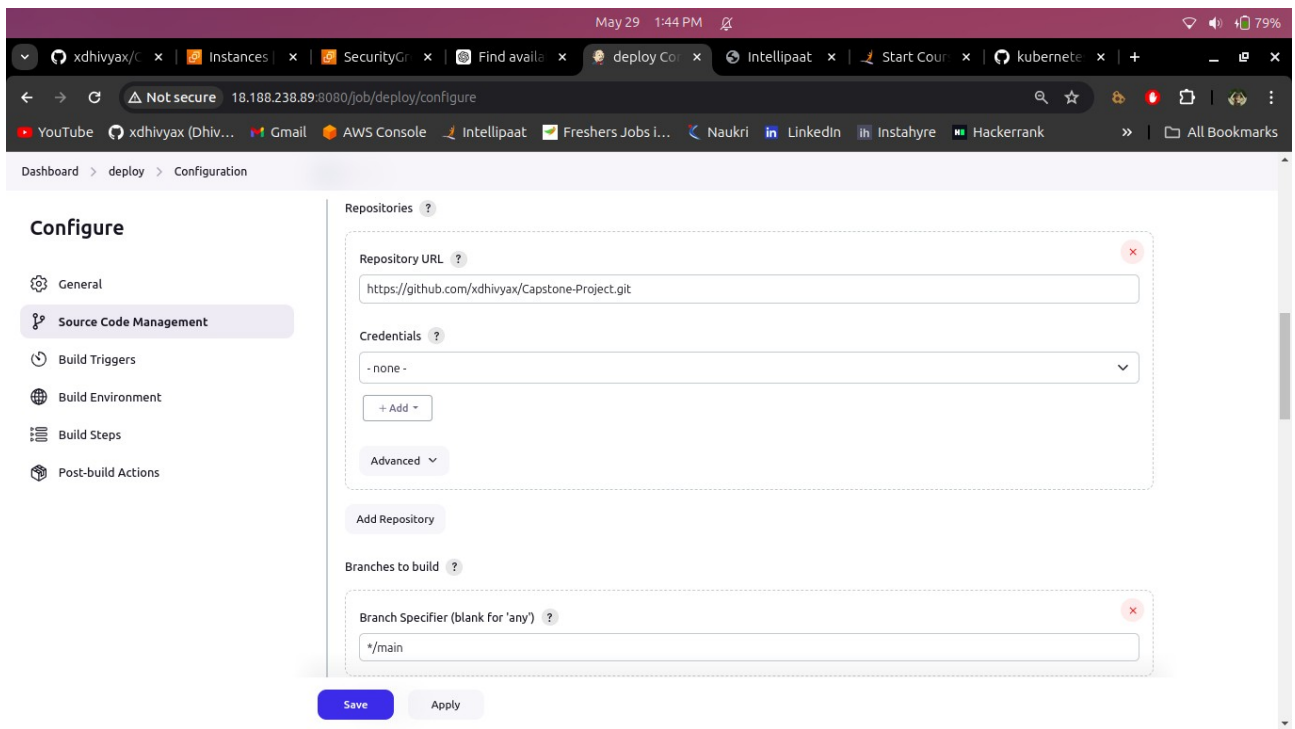 May 29 1:44 PM 79%
xdhivyax/C Instances SecurityGr Find availa deploy Cor Intellipaat Start Cours kubernete
Not secure 18.188.238.89:8080/job/deploy/configure
YouTube xdhivyax (Dhiv... Gmail AWS Console Intellipaat Freshers Jobs i... Naukri LinkedIn Instahyre Hackerrank » All Bookmarks
Dashboard > deploy > Configuration
Configure
General
Source Code Management
Build Triggers
Build Environment
Build Steps
Post-build Actions
Repositories ?
Repository URL ?
https://github.com/xdhivyax/Capstone-Project.git
Credentials ?
- none -
+ Add
Advanced
Add Repository
Branches to build ?
Branch Specifier (blank for 'any') ?
*/main
Save Apply